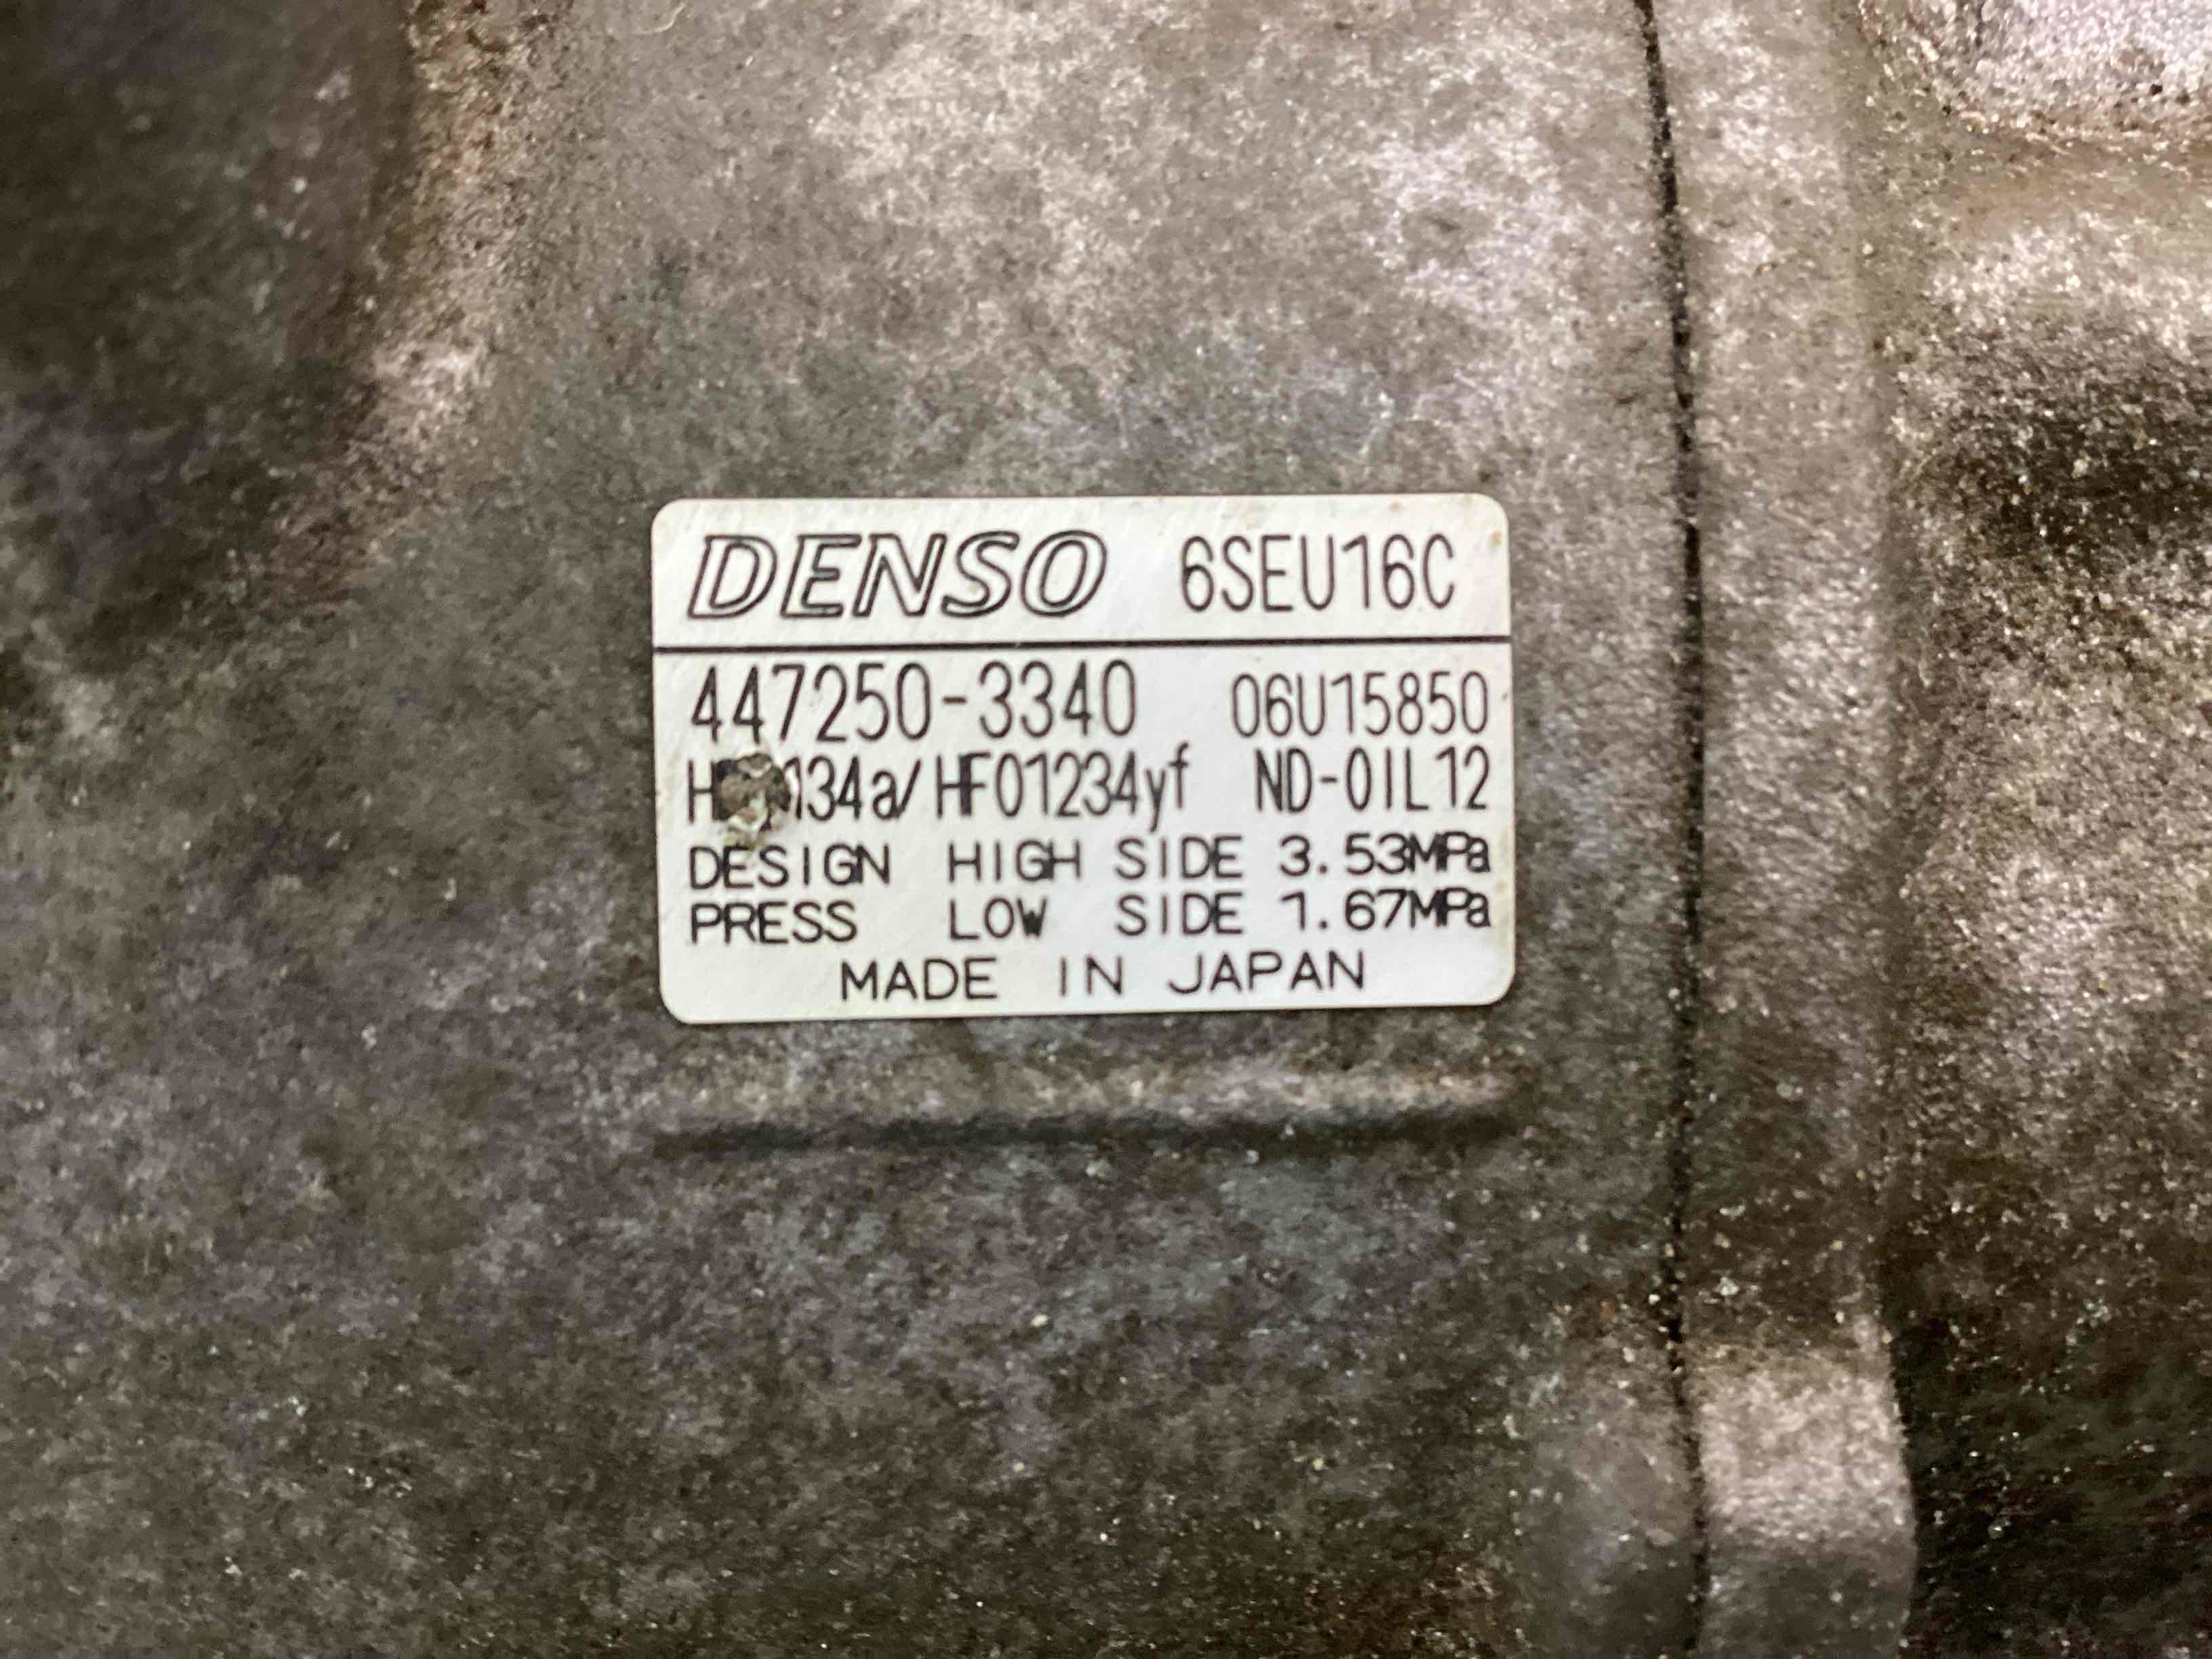 DENSO 6SEU16C
447250-3340 06U15850
HF01234yf ND-OIL12
DESIGN HIGH SIDE 3.53MPa
PRESS LOW SIDE 1.67MPa
MADE IN JAPAN